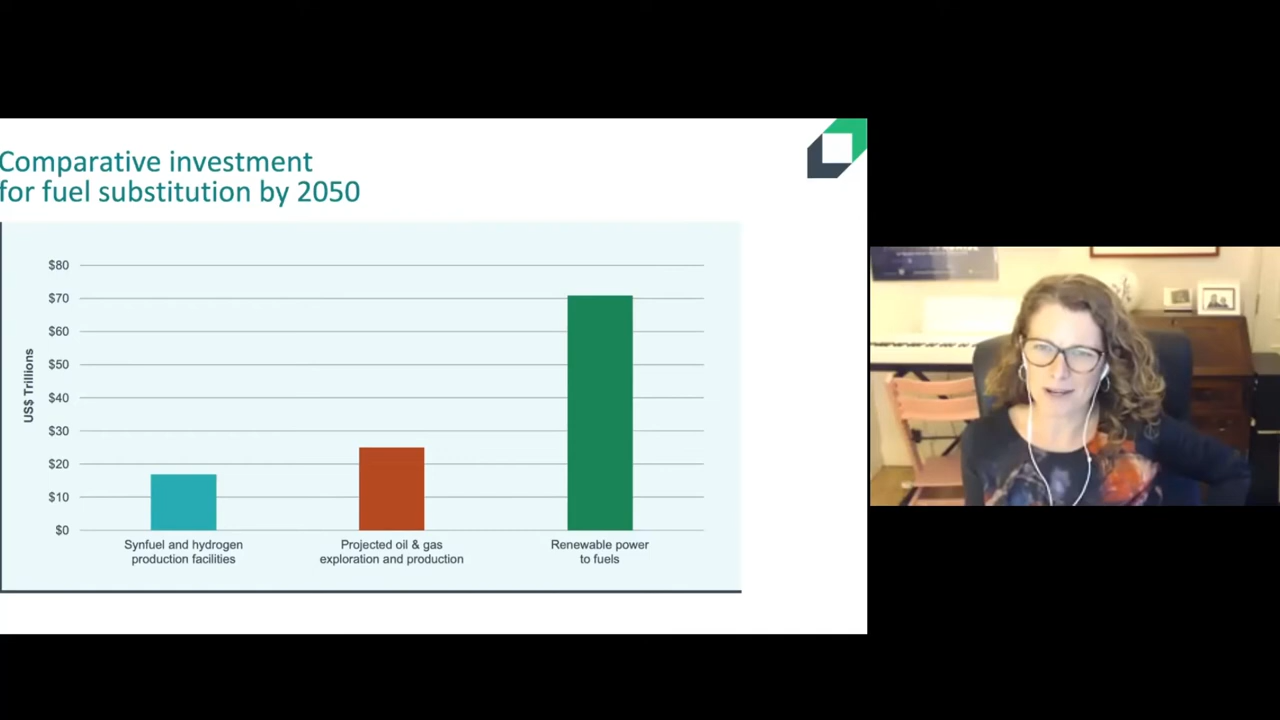 Comparative investment
for fuel substitution by 2050
US$ Trillions
$80
$70
$60
$50
$40
$30
$20
$10
$0
Synfuel and hydrogen
production facilities
Projected oil & gas
exploration and production
Renewable power
to fuels